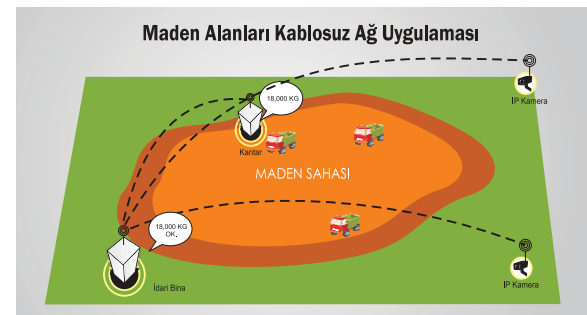 Maden Alanları Kablosuz Ağ Uygulaması
18,000 KG
IP Kamera
Kantar
MADEN SAHASI
18,000 KG
OK.
İdari Bina
IP Kamera